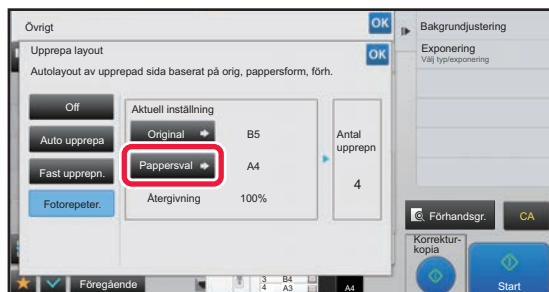 Övrigt
OK
Upprepa layout
OK
Autolayout av upprepad sida baserat på orig, pappersform, förh.
Off
Auto upprepa
Fast upprepn.
Fotorepeter.
Aktuell inställning
Original
B5
Pappersval
A4
Återgivning
100%
Antal
upprepn
4
Bakgrundjustering
Exponering
Välj typ/exponering
Förhandsgr.
CA
Korrektur-
kopia
Start
Föregående
3 B4
4 A3
A4